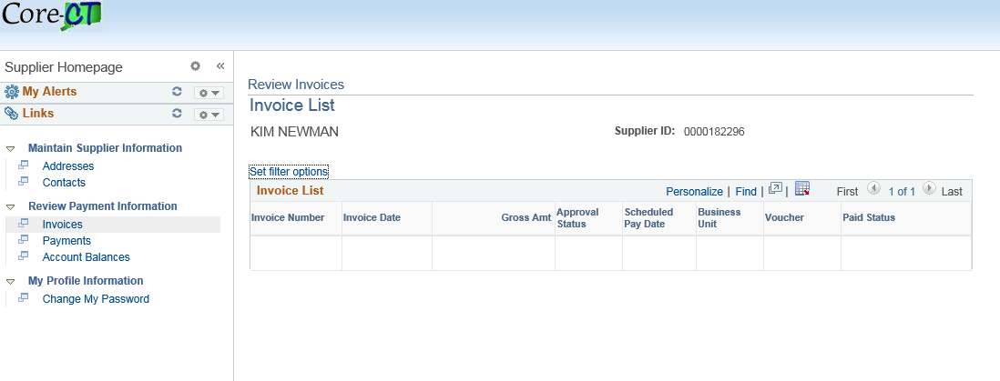 Core-CT
Supplier Homepage
«
My Alerts
Links
Maintain Supplier Information
Addresses
Contacts
Review Payment Information
Invoices
Payments
Account Balances
My Profile Information
Change My Password
Review Invoices
Invoice List
KIM NEWMAN Supplier ID: 0000182296
Set filter options
Invoice List Personalize | Find | | First 1 of 1 Last
Invoice Number Invoice Date Gross Amt Approval Status Scheduled Pay Date Business Unit Voucher Paid Status